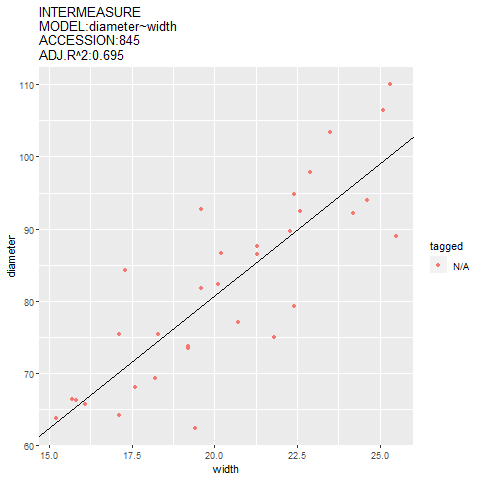 INTERMEASURE
MODEL:diameter~width
ACCESSION:845
ADJ.R^2:0.695
110
100
90
80
70
60
diameter
15.0 17.5 20.0 22.5 25.0
width
tagged
N/A